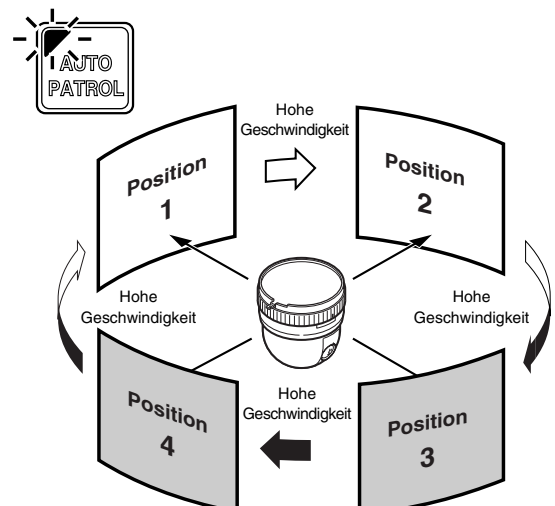 AUTO
PATROL
Hohe
Geschwindigkeit
Position
1
Position
2
Hohe
Geschwindigkeit
Hohe
Geschwindigkeit
Position
4
Hohe
Geschwindigkeit
Position
3